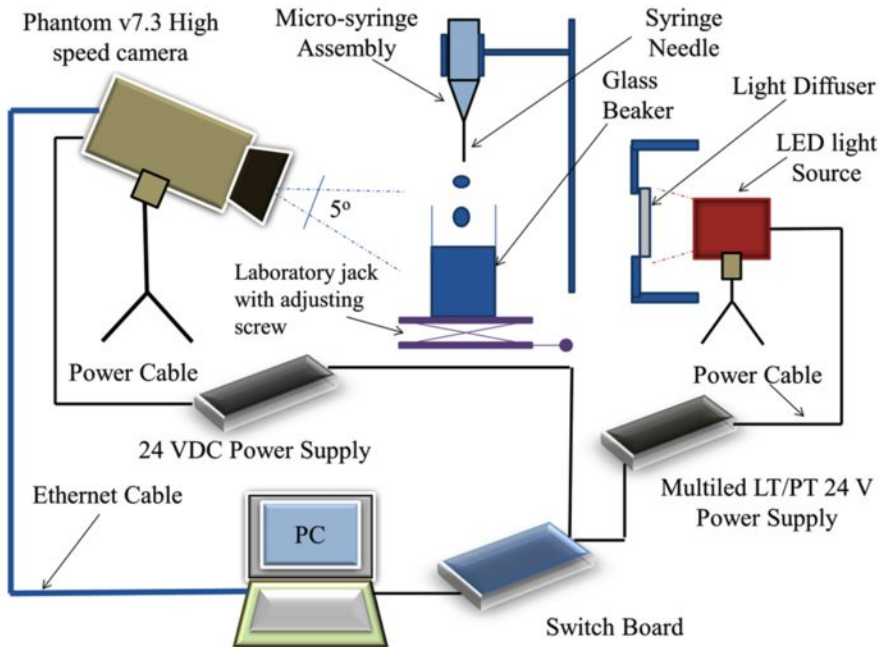 Phantom v7.3 High
speed camera
Micro-syringe
Assembly
Syringe
Needle
Glass
Beaker
Light Diffuser
LED light
Source
5º
Laboratory jack
with adjusting
screw
Power Cable
24 VDC Power Supply
Power Cable
Multiled LT/PT 24 V
Power Supply
Ethernet Cable
PC
Switch Board